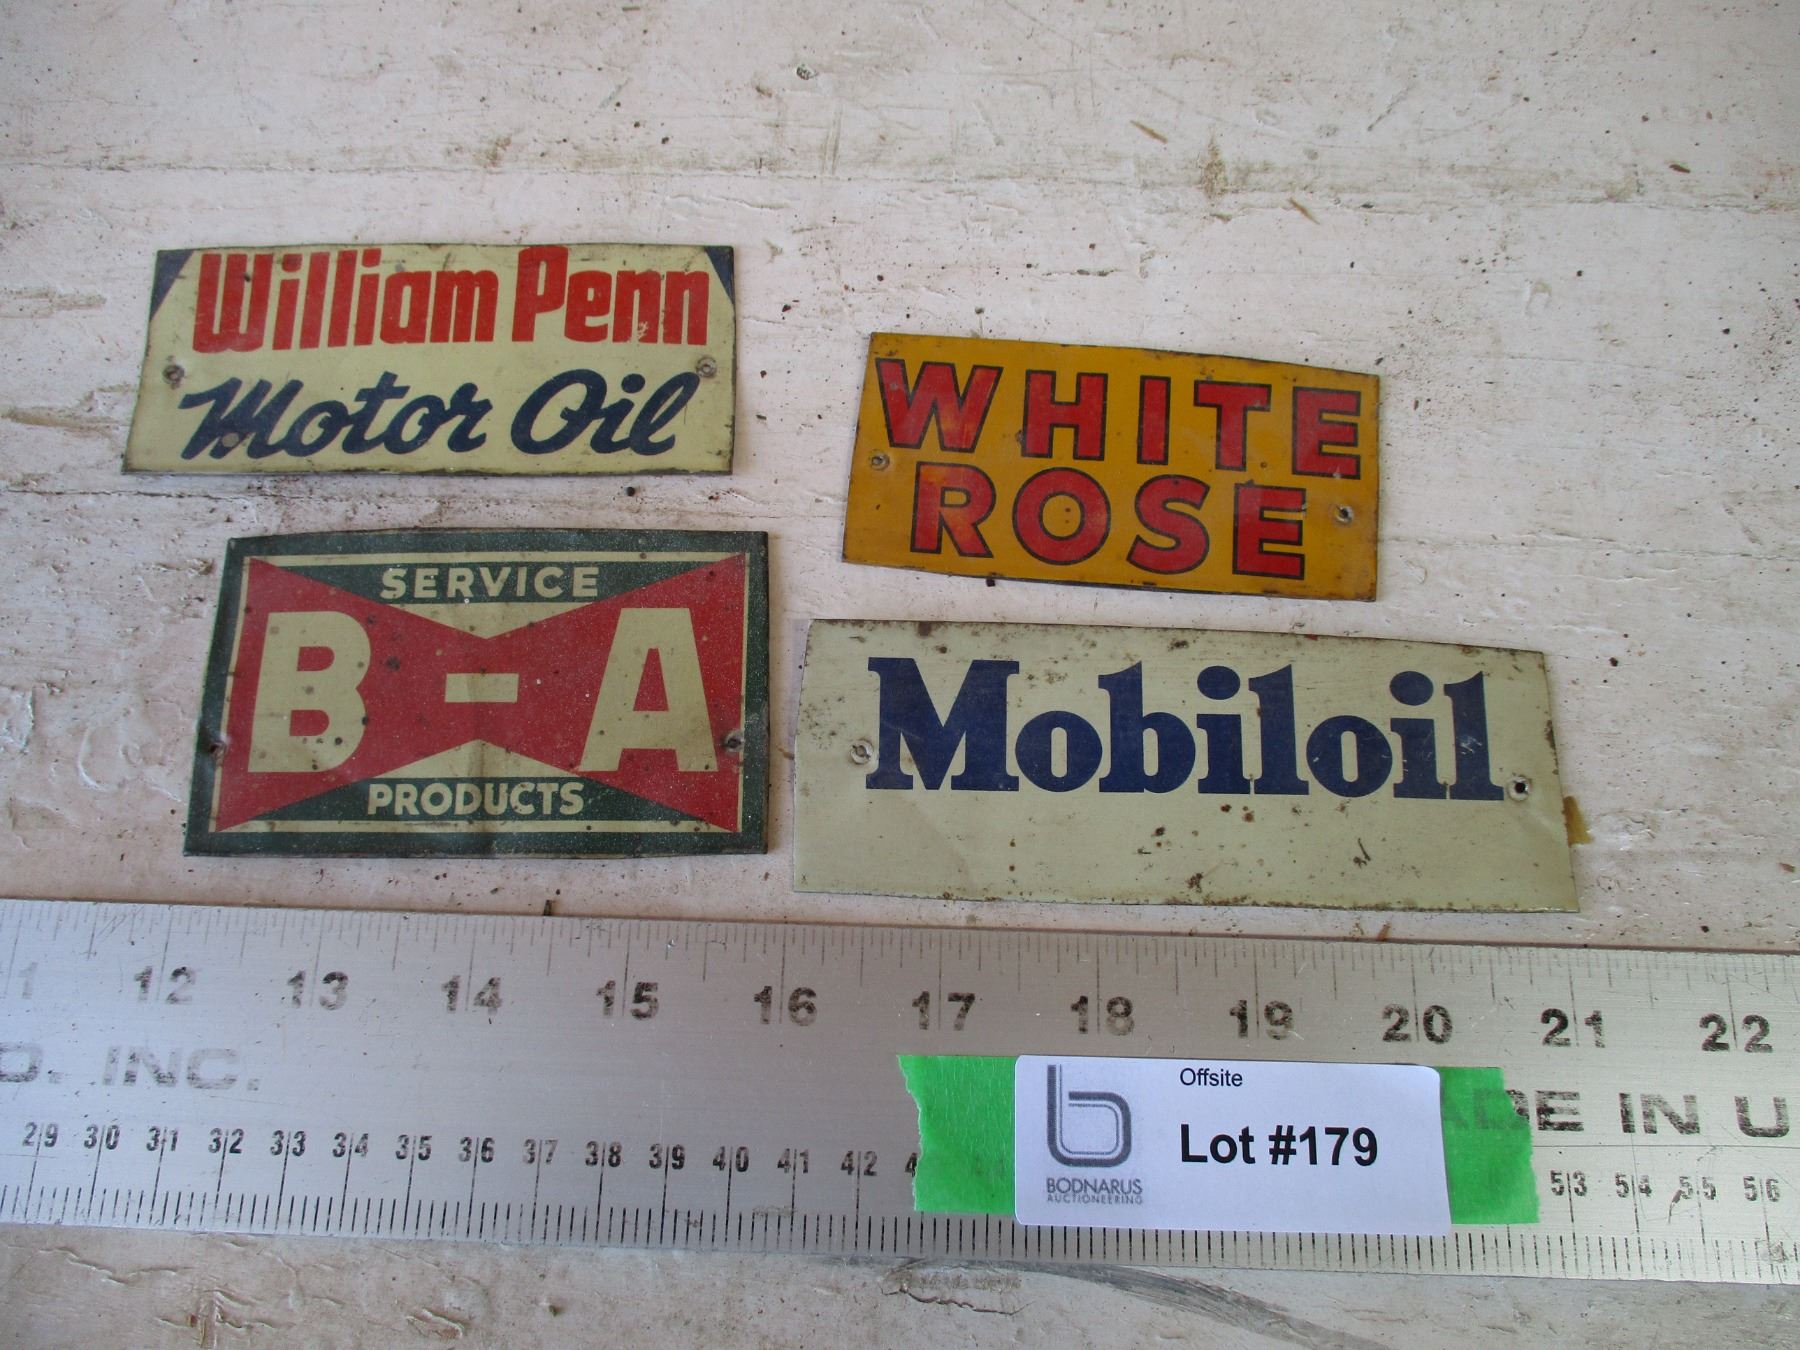 William Penn
Motor Oil
WHITE
ROSE
SERVICE
B-A
PRODUCTS
Mobiloil
12 13 14 15 16 17 18 19 20 21 22
INC.
IN U
29 30 31 32 33 34 35 36 37 38 39 40 41 42
53 54 55 56
Offsite
Lot #179
b
BODNARUS
AUCTIONEERING